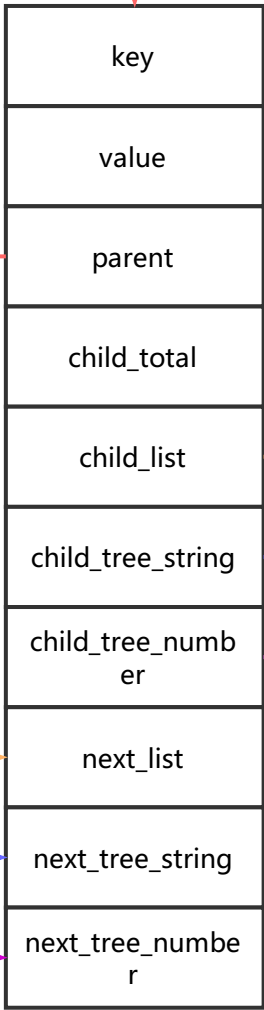 key
value
parent
child_total
child_list
child_tree_string
child_tree_numb
er
next_list
next_tree_string
next_tree_numbe
r